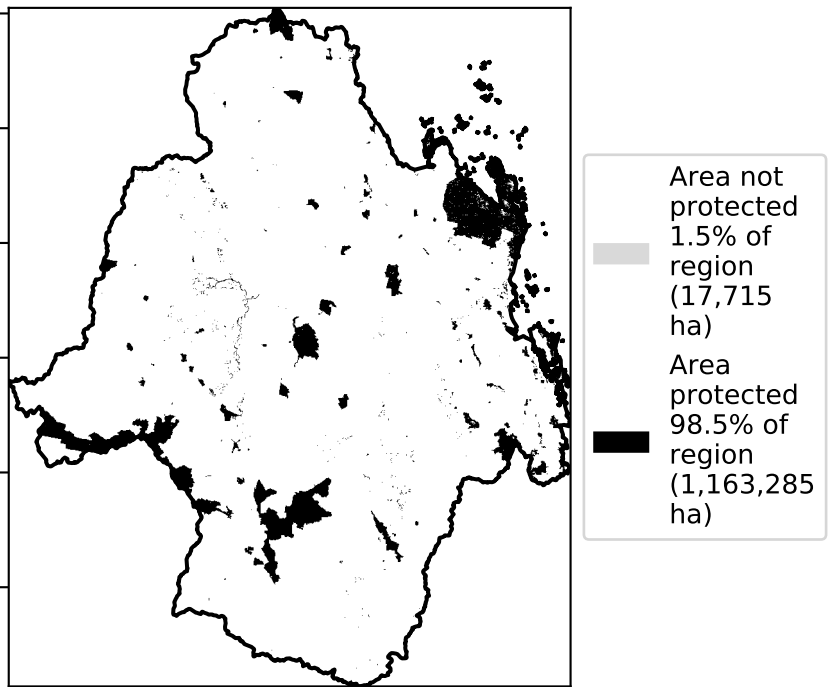 Area not
protected
1.5% of
region
(17,715
ha)
Area
protected
98.5% of
region
(1,163,285
ha)